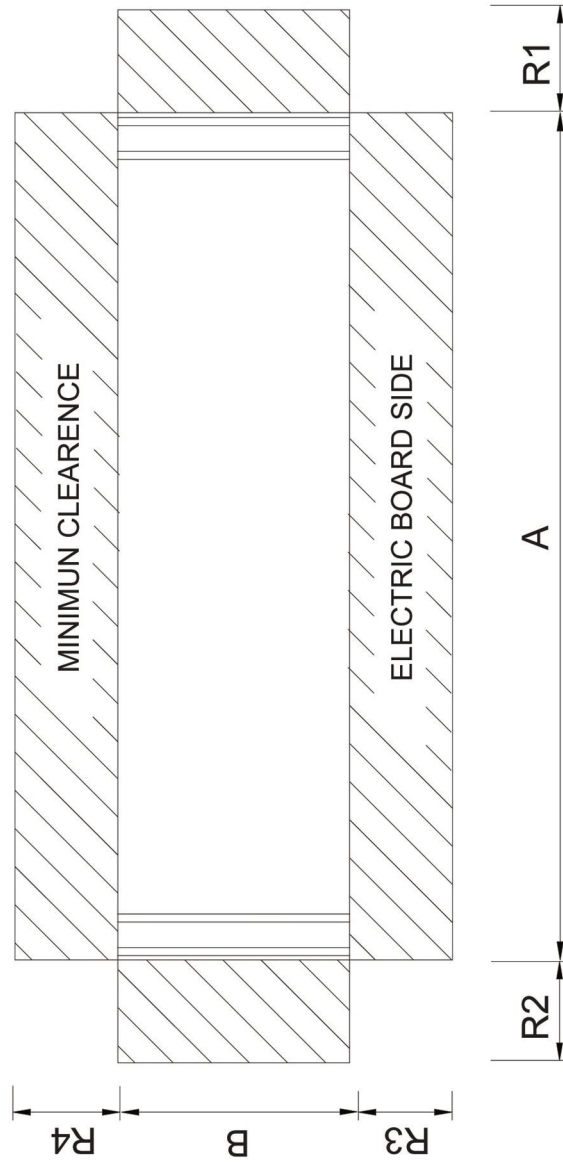 MINIMUN CLEARENCE
ELECTRIC BOARD SIDE
R1
A
R2
R4
B
R3